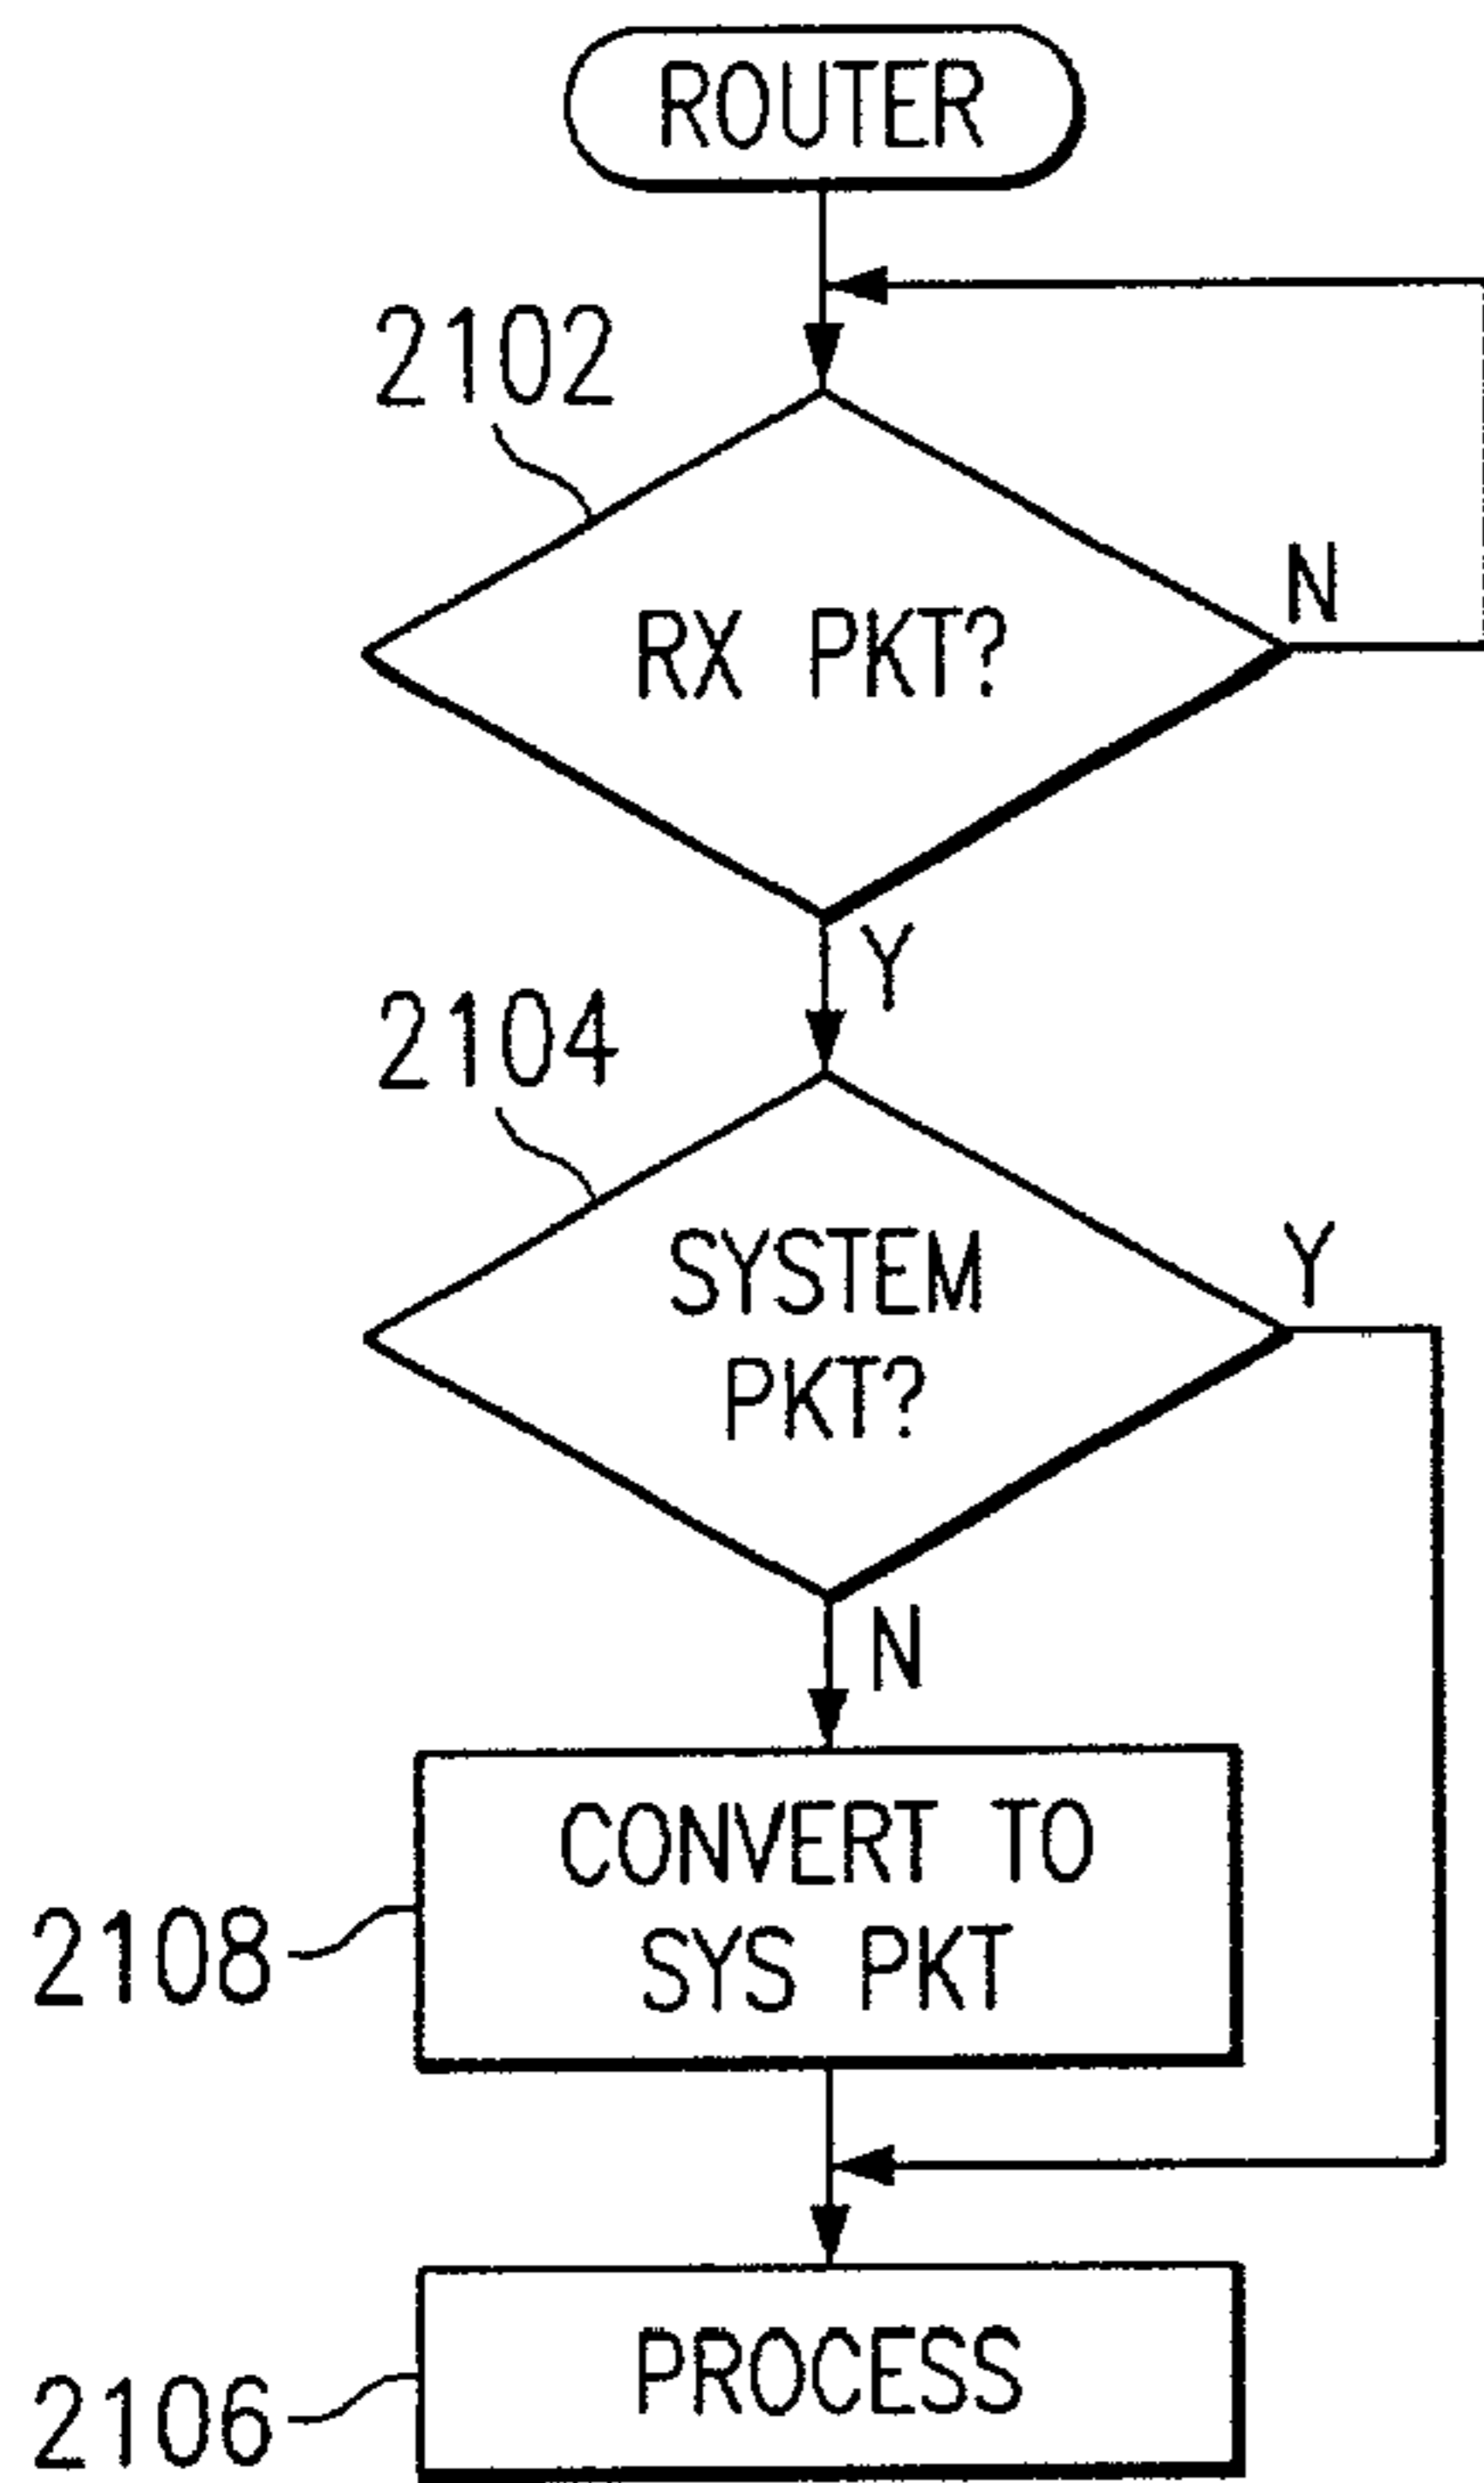 ROUTER
2102
RX PKT?
N
Y
2104
SYSTEM
PKT?
Y
N
CONVERT TO
SYS PKT
2108
PROCESS
2106